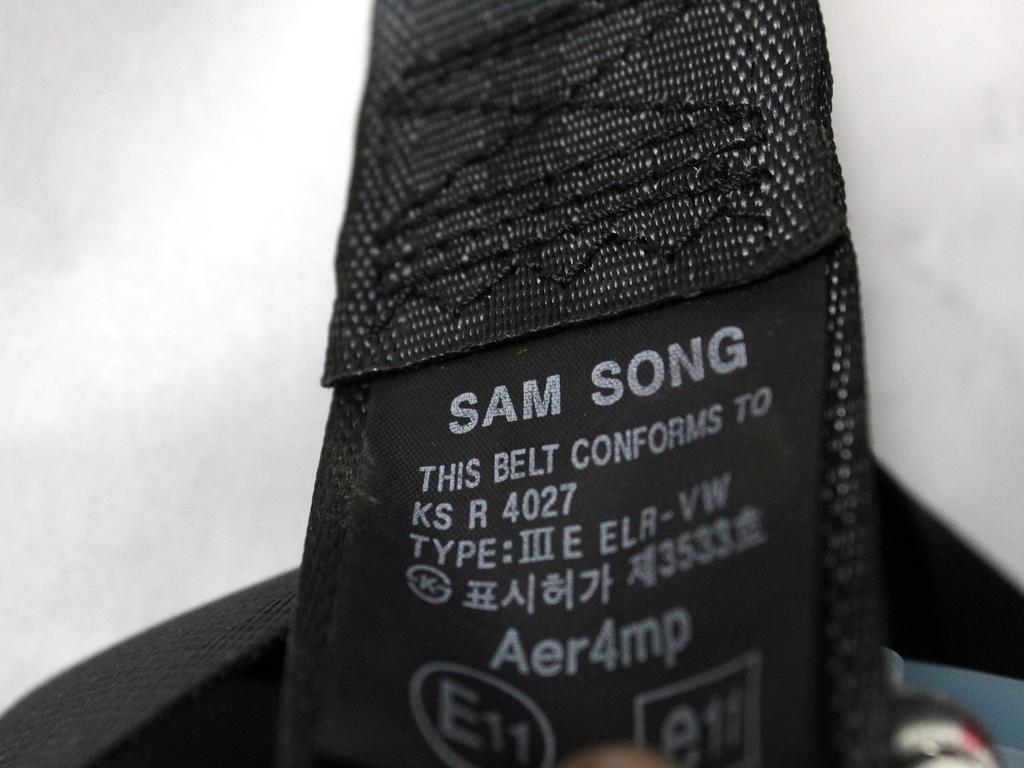 SAM SONG
THIS BELT CONFORMS TO
KS R 4027
TYPE: III E ELR-VW
표시허가 제3533호
Aer4mp
E11 e11